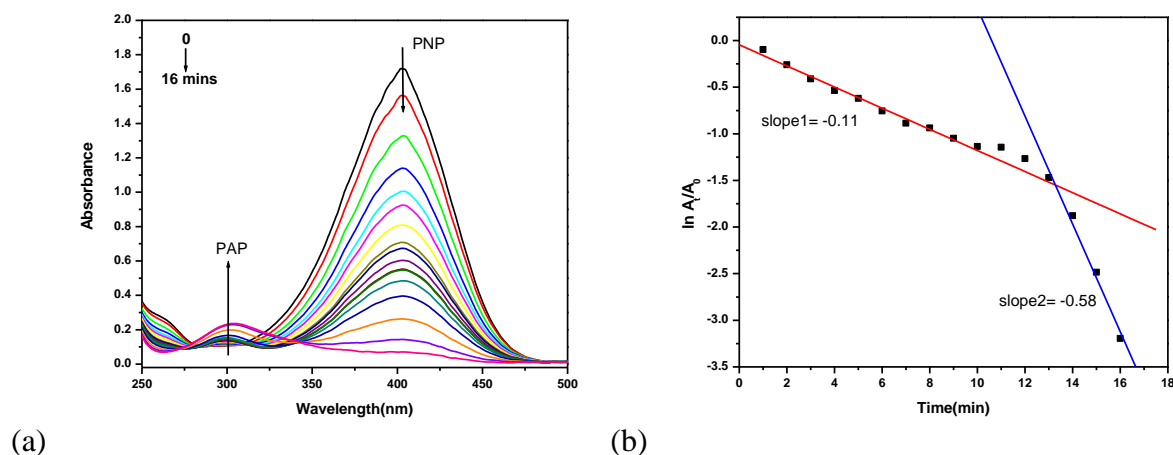 2.0
1.8
1.6
1.4
1.2
1.0
0.8
0.6
0.4
0.2
0.0
Absorbance
0
16 mins
PNP
PAP
250 300 350 400 450 500
Wavelength(nm)
(a)
0.0
-0.5
-1.0
-1.5
-2.0
-2.5
-3.0
-3.5
ln At/A0
slope1= -0.11
slope2= -0.58
0 2 4 6 8 10 12 14 16 18
Time(min)
(b)